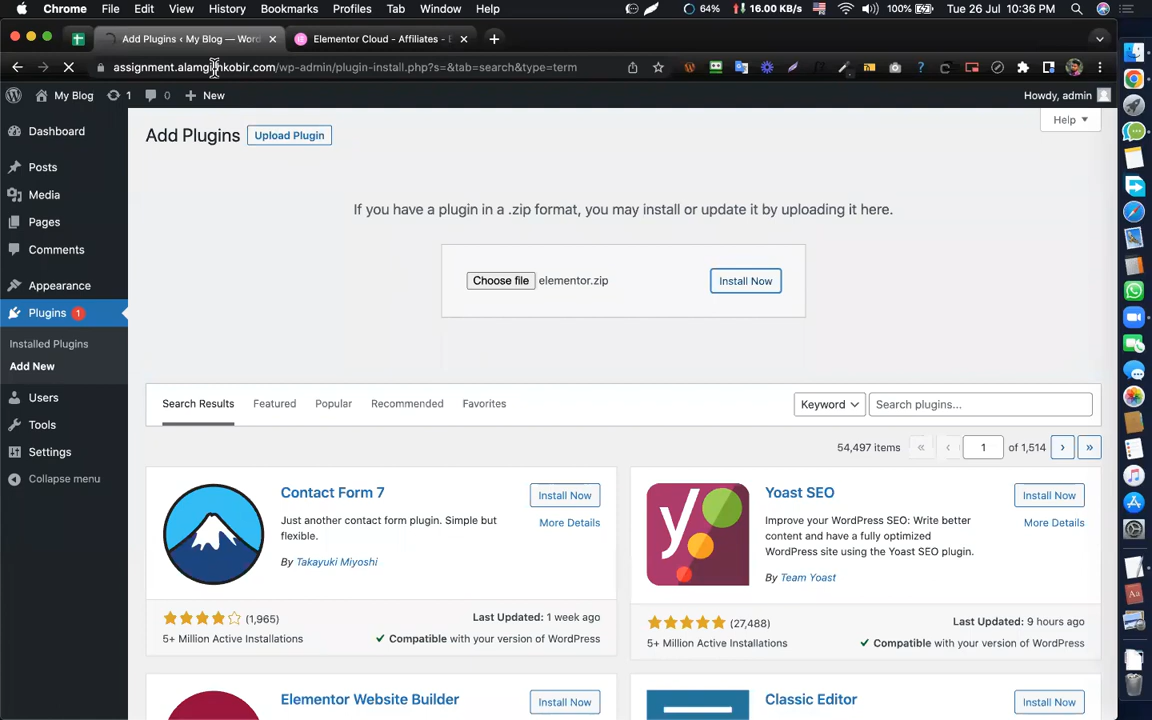 Chrome File Edit View History Bookmarks Profiles Tab Window Help 64% 16.00 KB/s 100% Tue 26 Jul 10:36 PM
Add Plugins ‹ My Blog — Wor
Elementor Cloud - Affiliates -
/wp-admin/plugin-install.php?s=&tab=search&type=term
My Blog 1 0 New Howdy, admin
Dashboard
Posts
Media
Pages
Comments
Appearance
Plugins 1
Installed Plugins
Add New
Users
Tools
Settings
Collapse menu
Add Plugins Upload Plugin Help
If you have a plugin in a .zip format, you may install or update it by uploading it here.
Choose file elementor.zip Install Now
Search Results Featured Popular Recommended Favorites Keyword Search plugins...
54,497 items « ‹ 1 of 1,514 › »
Contact Form 7 Install Now
Just another contact form plugin. Simple but
flexible.
More Details
By Takayuki Miyoshi
(1,965) Last Updated: 1 week ago
5+ Million Active Installations ✓ Compatible with your version of WordPress
Yoast SEO Install Now
Improve your WordPress SEO: Write better
content and have a fully optimized
WordPress site using the Yoast SEO plugin.
More Details
By Team Yoast
(27,488) Last Updated: 9 hours ago
5+ Million Active Installations ✓ Compatible with your version of WordPress
Elementor Website Builder Install Now
Classic Editor Install Now